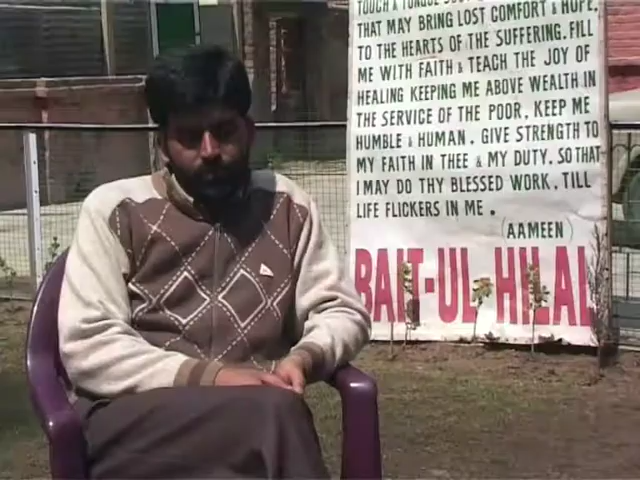 TOUCH & TONGUE
THAT MAY BRING LOST COMFORT & HOPE.
TO THE HEARTS OF THE SUFFERING. FILL
ME WITH FAITH & TEACH THE JOY OF
HEALING KEEPING ME ABOVE WEALTH IN
THE SERVICE OF THE POOR. KEEP ME
HUMBLE & HUMAN. GIVE STRENGTH TO
MY FAITH IN THEE & MY DUTY. SO THAT
I MAY DO THY BLESSED WORK. TILL
LIFE FLICKERS IN ME.
(AAMEEN)
BAIT-UL HILAL